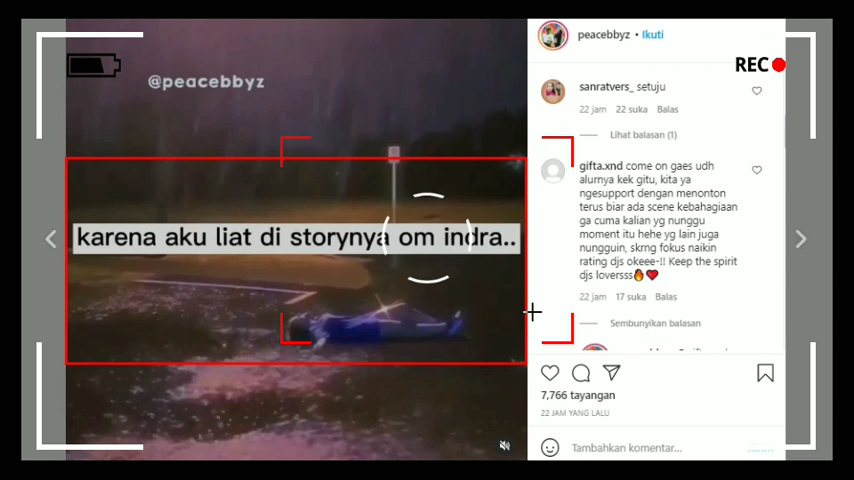 @peacebbyz
karena aku liat di storynya om indra..
peacebbyz • Ikuti
REC
sanratvers_ setuju
22 jam 22 suka Balas
Lihat balasan (1)
gifta.xnd come on gaes udh
alurnya kek gitu, kita ya
ngesupport dengan menonton
terus biar ada scene kebahagiaan
ga cuma kalian yg nunggu
moment itu hehe yg lain juga
nungguin, skrng fokus naikin
rating djs okeee-!! Keep the spirit
djs loversss🔥❤️
22 jam 17 suka Balas
Sembunyikan balasan
7,766 tayangan
22 JAM YANG LALU
Tambahkan komentar...